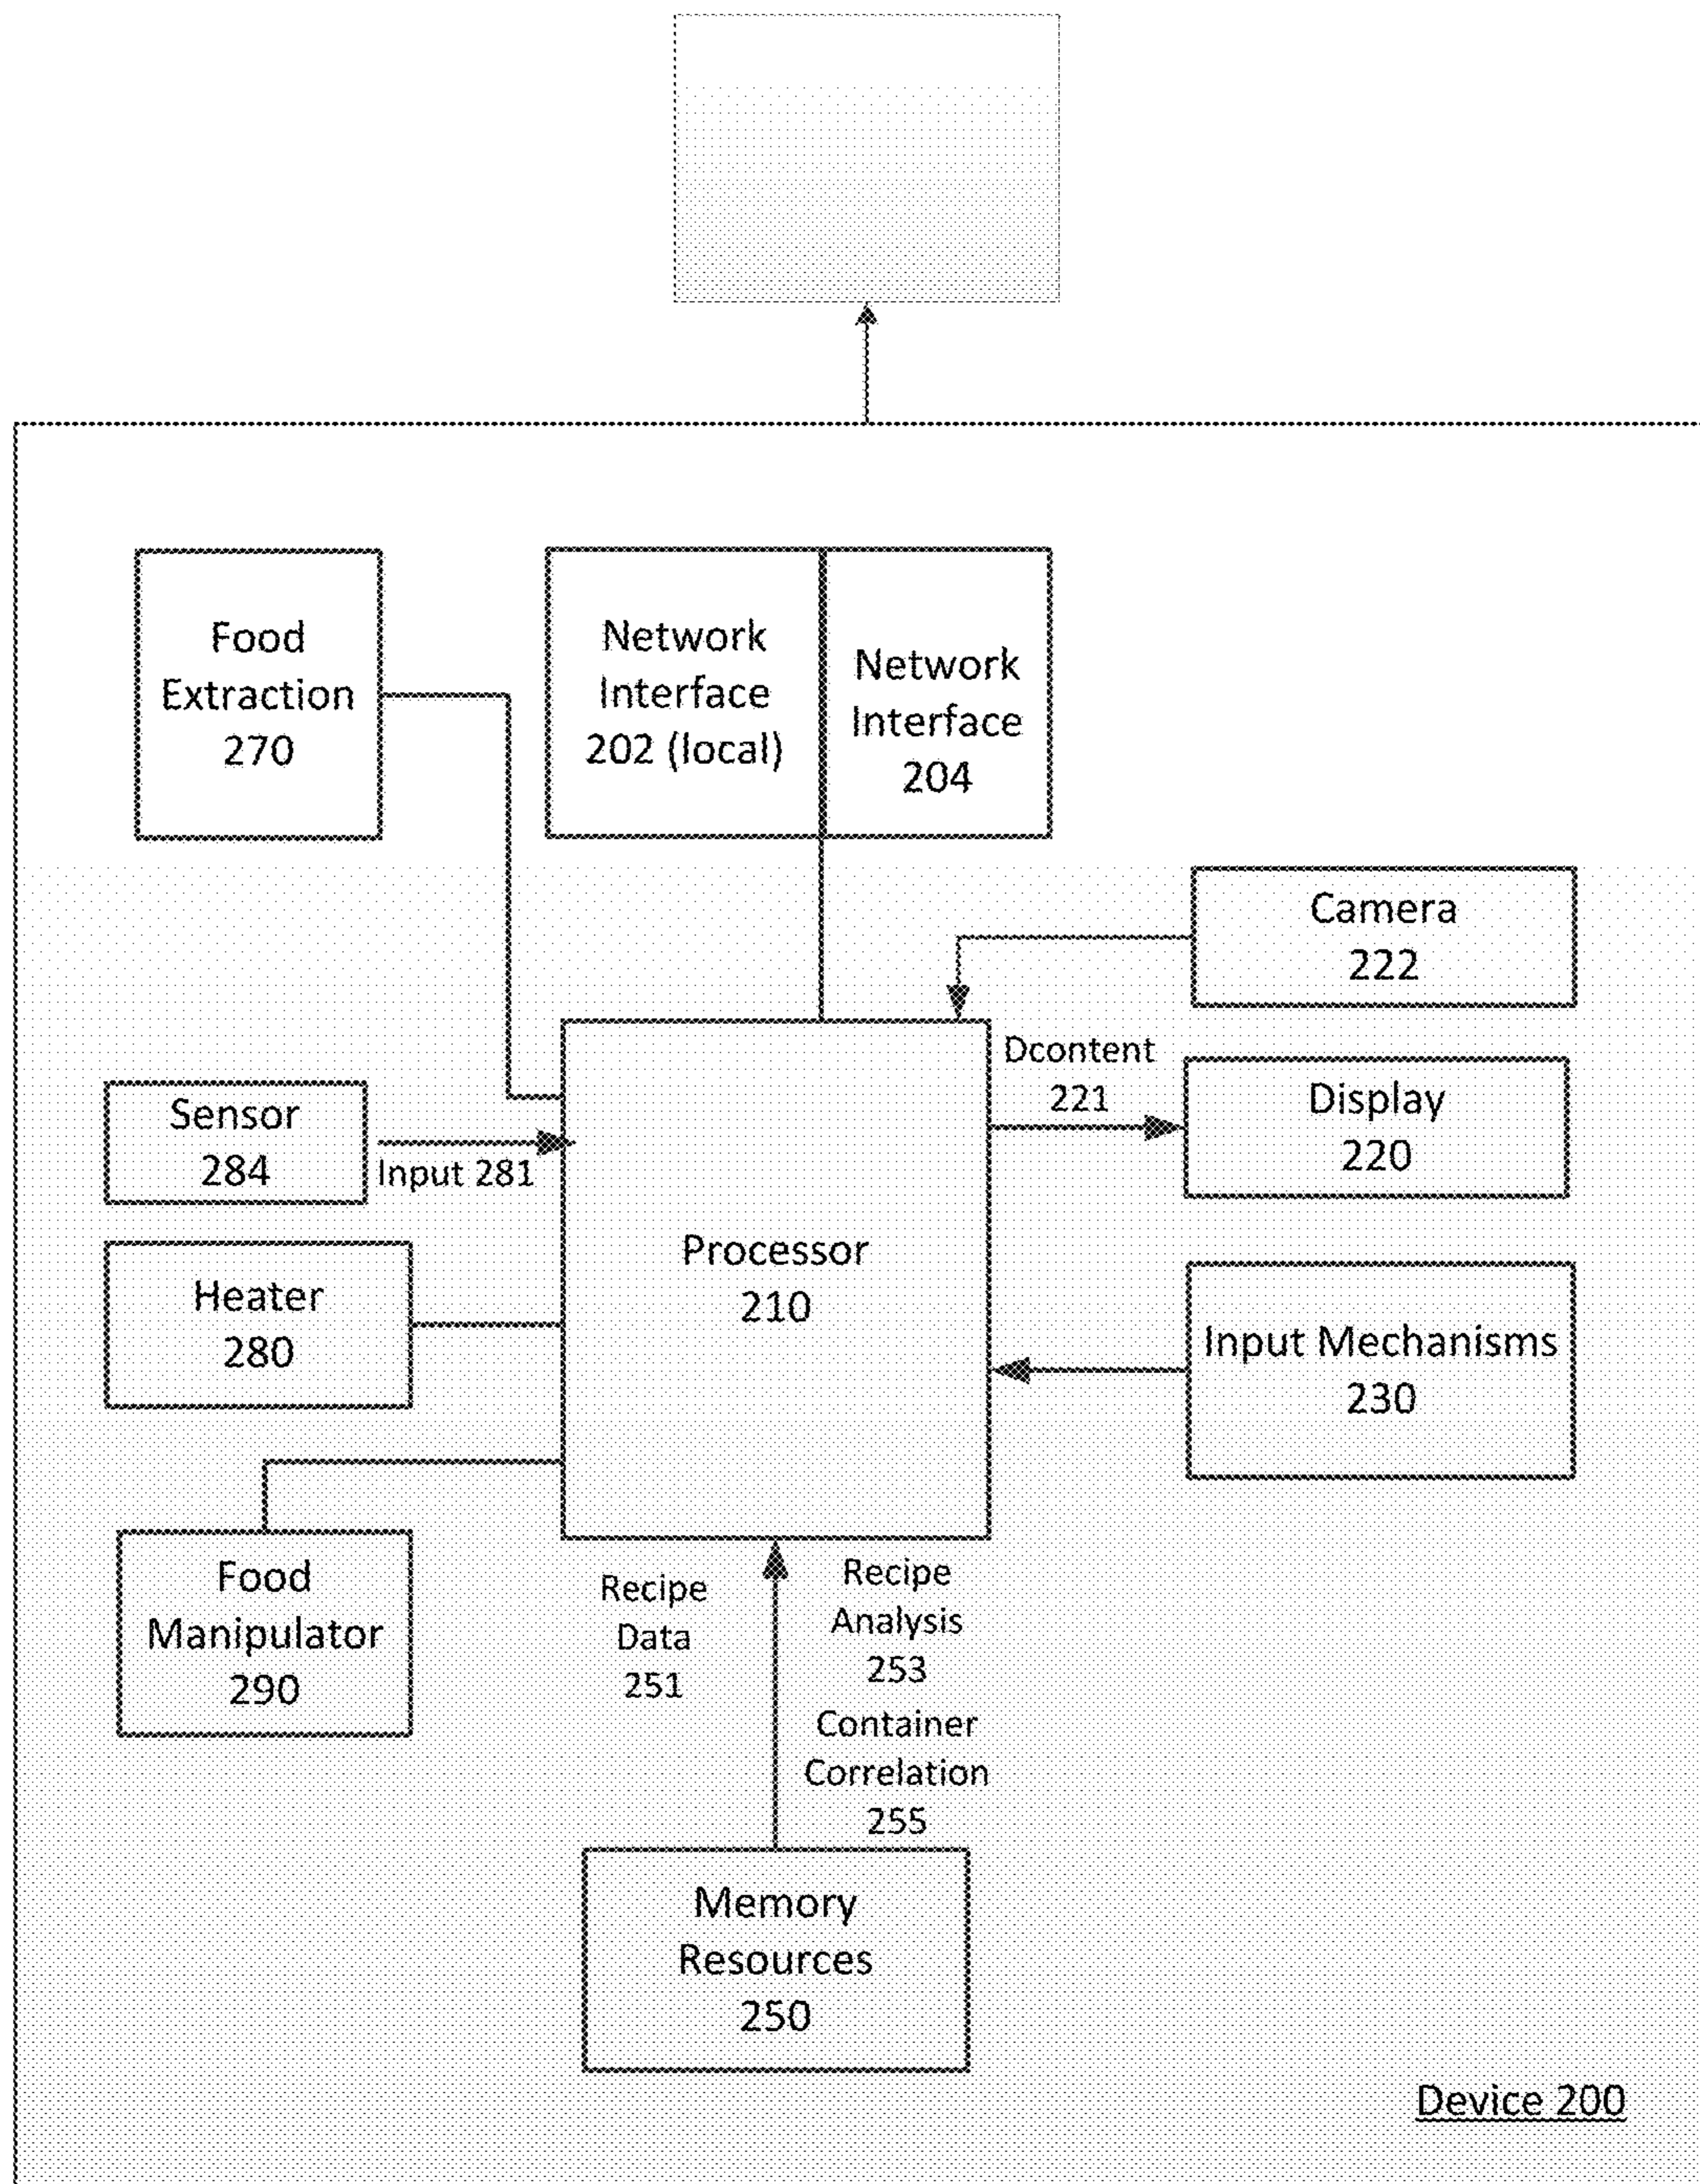 Food
Extraction
270
Network
Interface
202 (local)
Network
Interface
204
Camera
222
Dcontent
221
Display
220
Sensor
284
Input 281
Processor
210
Heater
280
Input Mechanisms
230
Food
Manipulator
290
Recipe
Data
251
Recipe
Analysis
253
Container
Correlation
255
Memory
Resources
250
Device 200